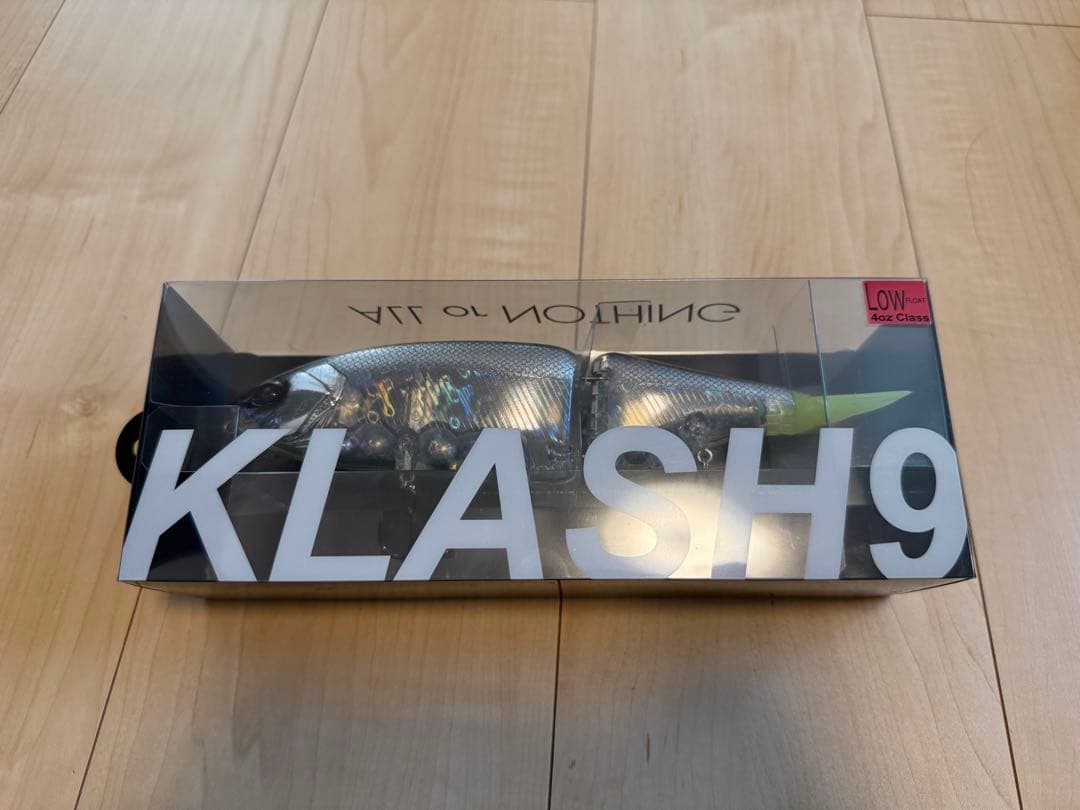 ALL or NOTHING
LOW FLOAT
4oz Class
KLASH9